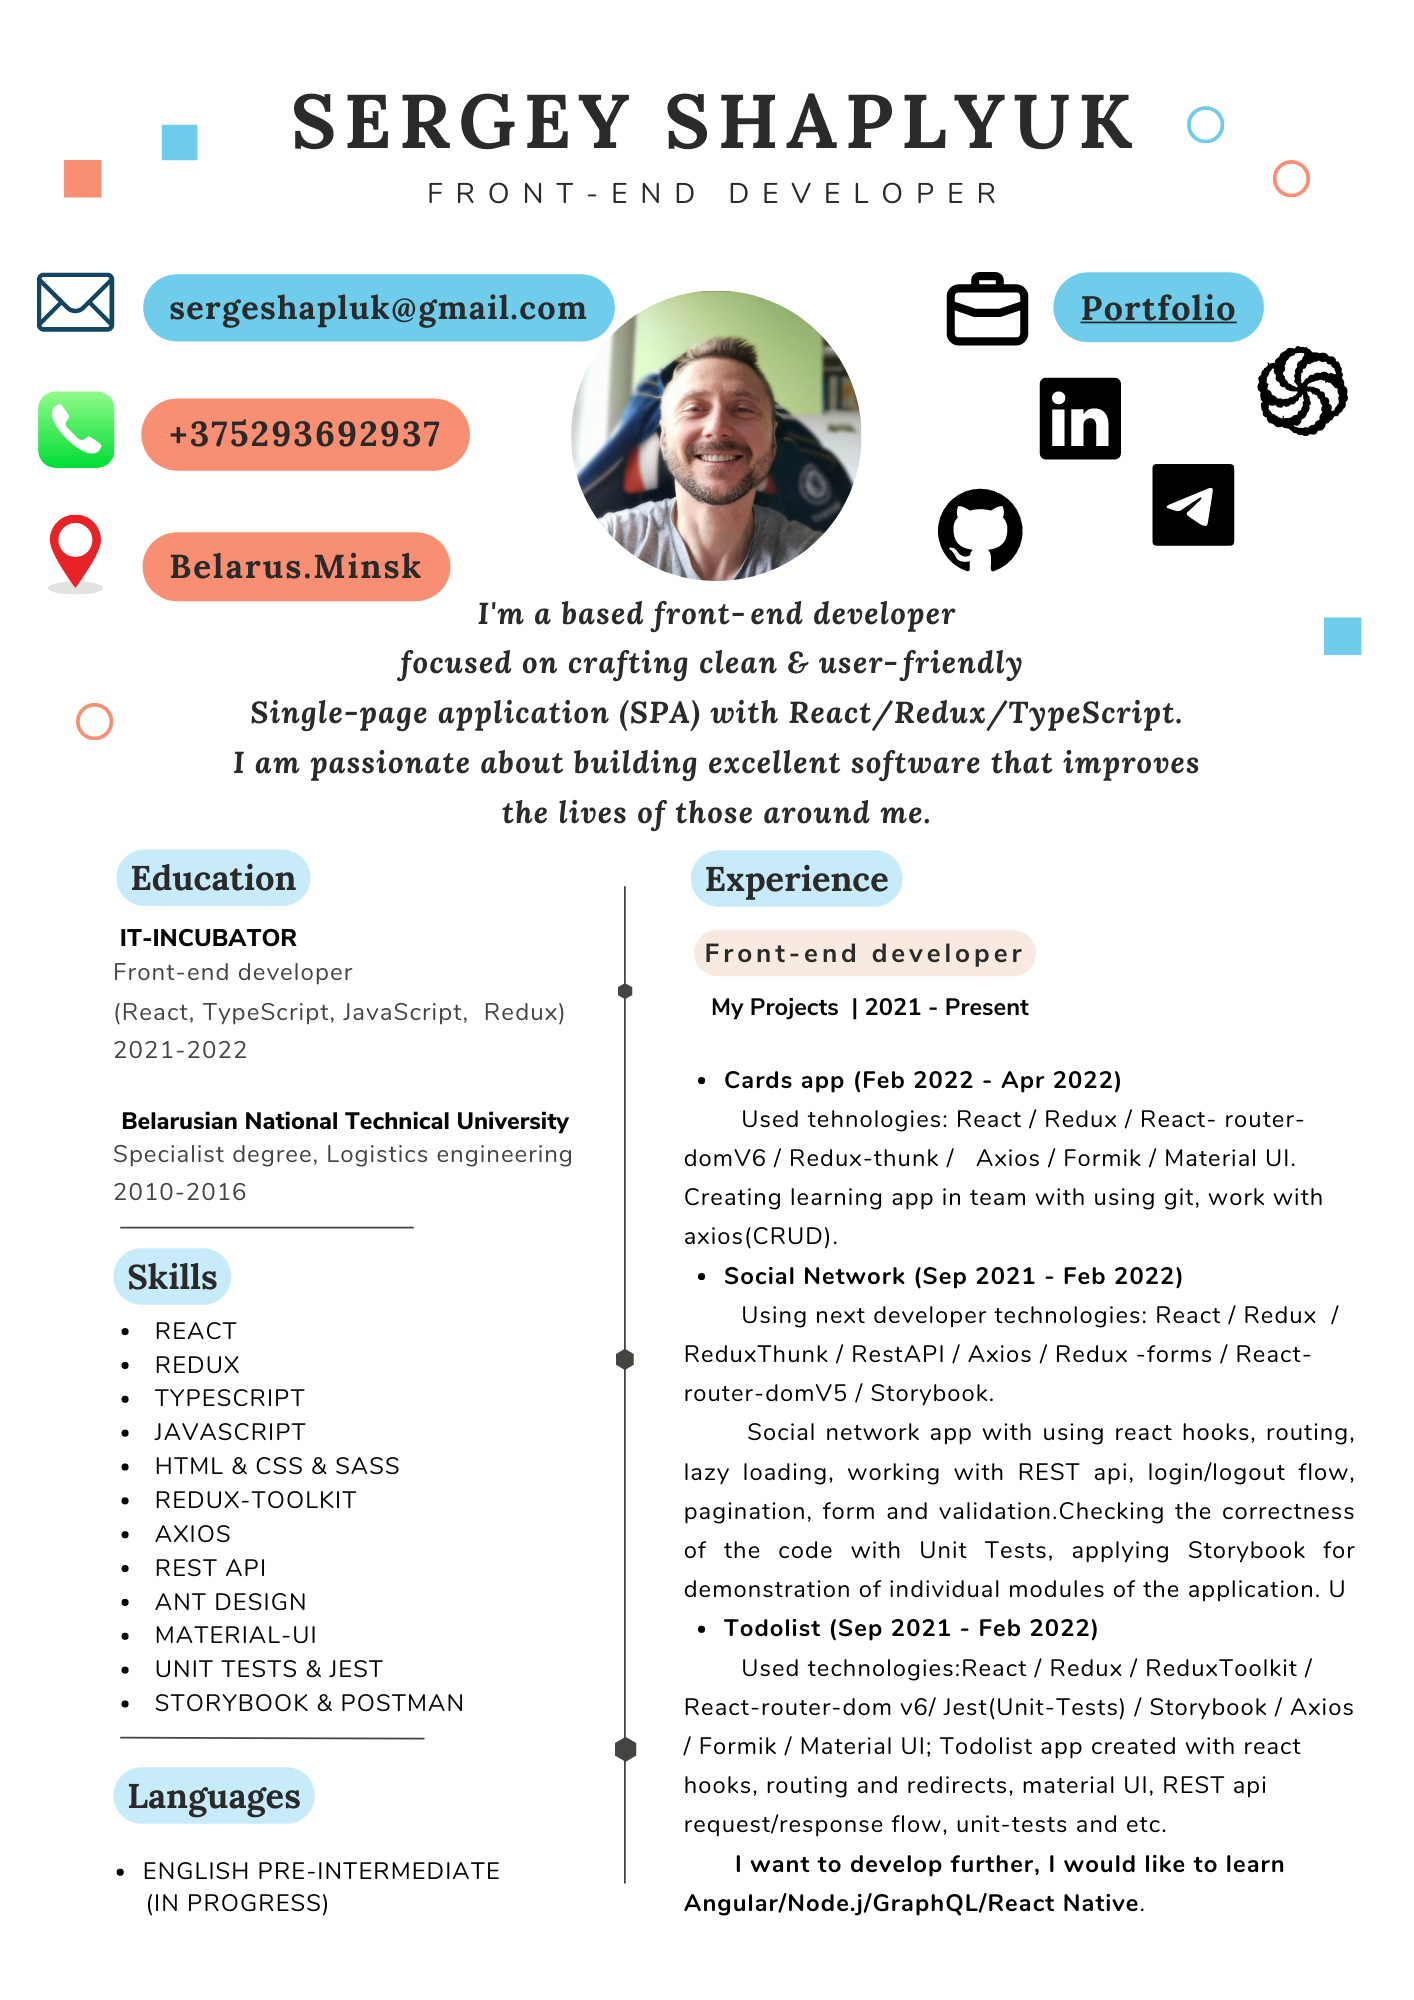 SERGEY SHAPLYUK
FRONT-END DEVELOPER
sergeshapluk@gmail.com
+375293692937
Belarus.Minsk
Portfolio
in
I'm a based front-end developer
focused on crafting clean & user-friendly
Single-page application (SPA) with React/Redux/TypeScript.
I am passionate about building excellent software that improves
the lives of those around me.
Education
IT-INCUBATOR
Front-end developer
(React, TypeScript, JavaScript, Redux)
2021-2022
Belarusian National Technical University
Specialist degree, Logistics engineering
2010-2016
Skills
• REACT
• REDUX
• TYPESCRIPT
• JAVASCRIPT
• HTML & CSS & SASS
• REDUX-TOOLKIT
• AXIOS
• REST API
• ANT DESIGN
• MATERIAL-UI
• UNIT TESTS & JEST
• STORYBOOK & POSTMAN
Languages
• ENGLISH PRE-INTERMEDIATE
(IN PROGRESS)
Experience
Front-end developer
My Projects | 2021 - Present
• Cards app (Feb 2022 - Apr 2022)
Used tehnologies: React / Redux / React- router-
domV6 / Redux-thunk / Axios / Formik / Material UI.
Creating learning app in team with using git, work with
axios(CRUD).
• Social Network (Sep 2021 - Feb 2022)
Using next developer technologies: React / Redux /
ReduxThunk / RestAPI / Axios / Redux -forms / React-
router-domV5 / Storybook.
Social network app with using react hooks, routing,
lazy loading, working with REST api, login/logout flow,
pagination, form and validation.Checking the correctness
of the code with Unit Tests, applying Storybook for
demonstration of individual modules of the application. U
• Todolist (Sep 2021 - Feb 2022)
Used technologies:React / Redux / ReduxToolkit /
React-router-dom v6/ Jest(Unit-Tests) / Storybook / Axios
/ Formik / Material UI; Todolist app created with react
hooks, routing and redirects, material UI, REST api
request/response flow, unit-tests and etc.
I want to develop further, I would like to learn
Angular/Node.j/GraphQL/React Native.